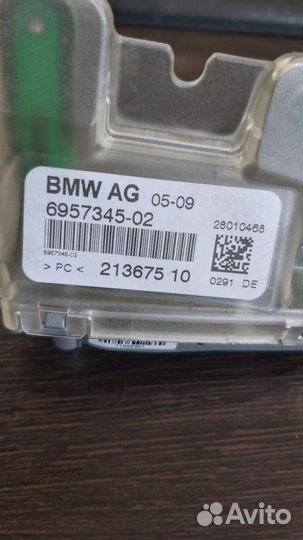 BMW AG 05-09
6957345-02
28010468
6957345-02
> PC < 213675 10
0291 DE
Avito